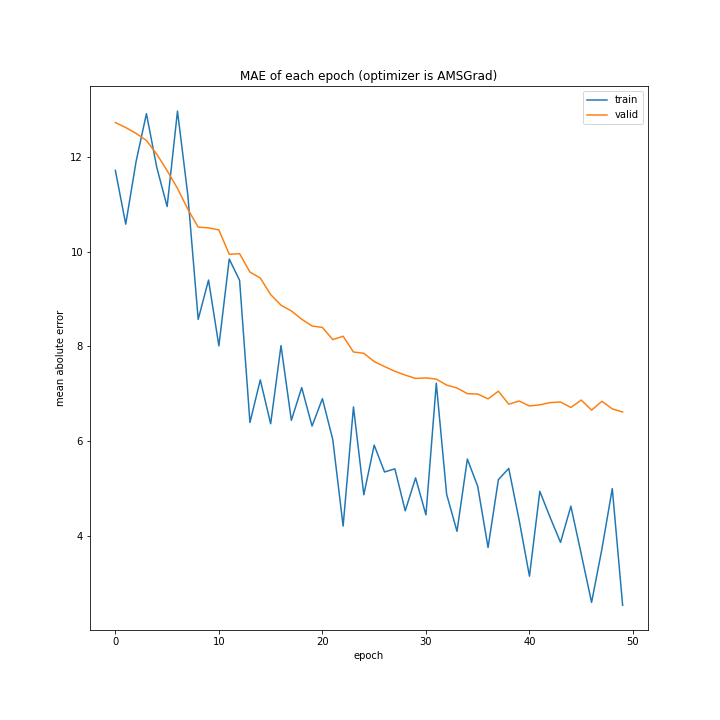 MAE of each epoch (optimizer is AMSGrad)
train
valid
12
10
8
6
4
mean abolute error
0 10 20 30 40 50
epoch